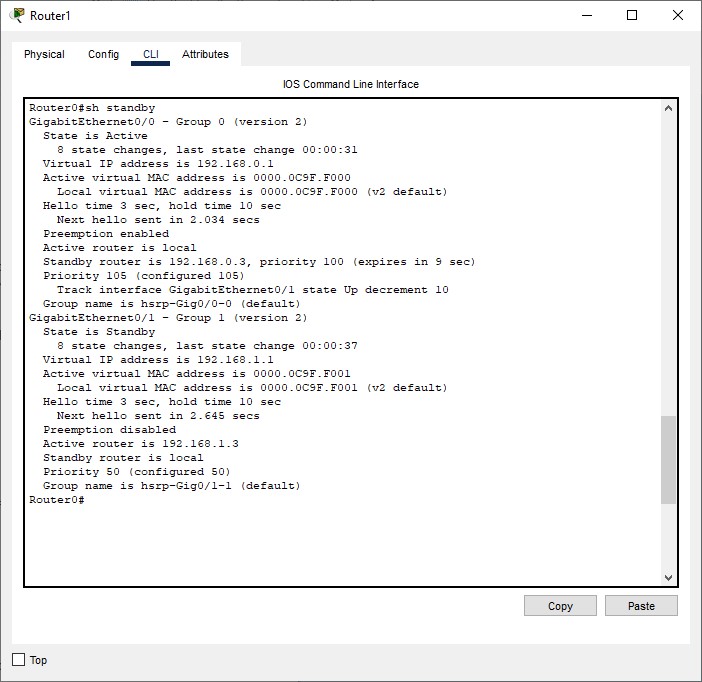 Router1
Physical Config CLI Attributes
IOS Command Line Interface
Router0#sh standby
GigabitEthernet0/0 - Group 0 (version 2)
State is Active
8 state changes, last state change 00:00:31
Virtual IP address is 192.168.0.1
Active virtual MAC address is 0000.0C9F.F000
Local virtual MAC address is 0000.0C9F.F000 (v2 default)
Hello time 3 sec, hold time 10 sec
Next hello sent in 2.034 secs
Preemption enabled
Active router is local
Standby router is 192.168.0.3, priority 100 (expires in 9 sec)
Priority 105 (configured 105)
Track interface GigabitEthernet0/1 state Up decrement 10
Group name is hsrp-Gig0/0-0 (default)
GigabitEthernet0/1 - Group 1 (version 2)
State is Standby
8 state changes, last state change 00:00:37
Virtual IP address is 192.168.1.1
Active virtual MAC address is 0000.0C9F.F001
Local virtual MAC address is 0000.0C9F.F001 (v2 default)
Hello time 3 sec, hold time 10 sec
Next hello sent in 2.645 secs
Preemption disabled
Active router is 192.168.1.3
Standby router is local
Priority 50 (configured 50)
Group name is hsrp-Gig0/1-1 (default)
Router0#
Copy Paste
Top